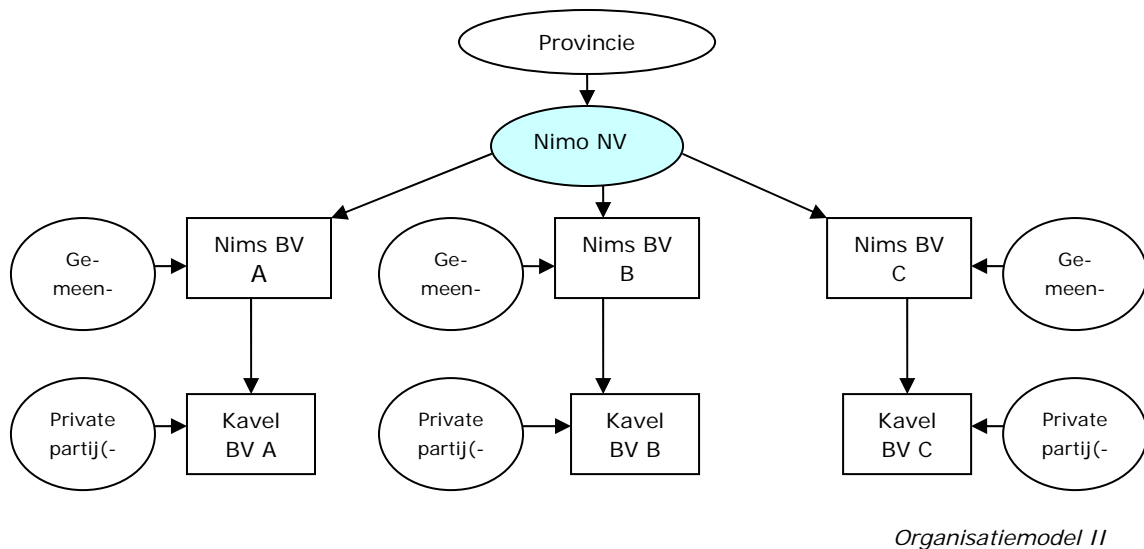 Provincie
Nimo NV
Ge-
meen-
Nims BV
A
Ge-
meen-
Nims BV
B
Nims BV
C
Ge-
meen-
Private
partij(-
Kavel
BV A
Private
partij(-
Kavel
BV B
Kavel
BV C
Private
partij(-
Organisatiemodel II